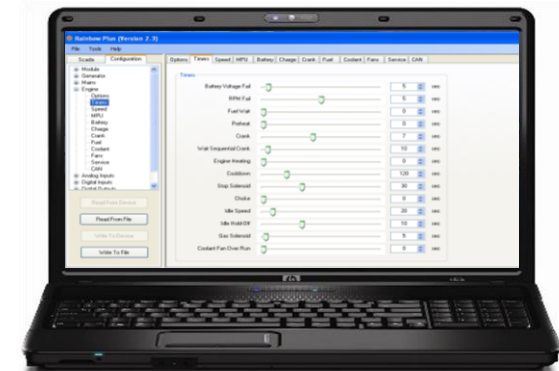 Rainbow Plus (Version 2.3)
File Tools Help
Scada Configuration
Module
Generator
Mains
Engine
Options
Timers
Speed
MPU
Battery
Charge
Crank
Fuel
Coolant
Fans
Service
CAN
Analog Inputs
Digital Inputs
Digital Outputs
Read From Device
Read From File
Write To Device
Write To File
Options Timers Speed MPU Battery Charge Crank Fuel Coolant Fans Service CAN
Timers
Battery Voltage Fail 5 sec
RPM Fail 5 sec
Fuel Wait 0 sec
Preheat 0 sec
Crank 7 sec
Wait Sequential Crank 10 sec
Engine Heating 0 sec
Cooldown 120 sec
Stop Solenoid 30 sec
Choke 0 sec
Idle Speed 20 sec
Idle Hold Off 10 sec
Gas Solenoid 5 sec
Coolant Fan Over Run 0 sec
hp